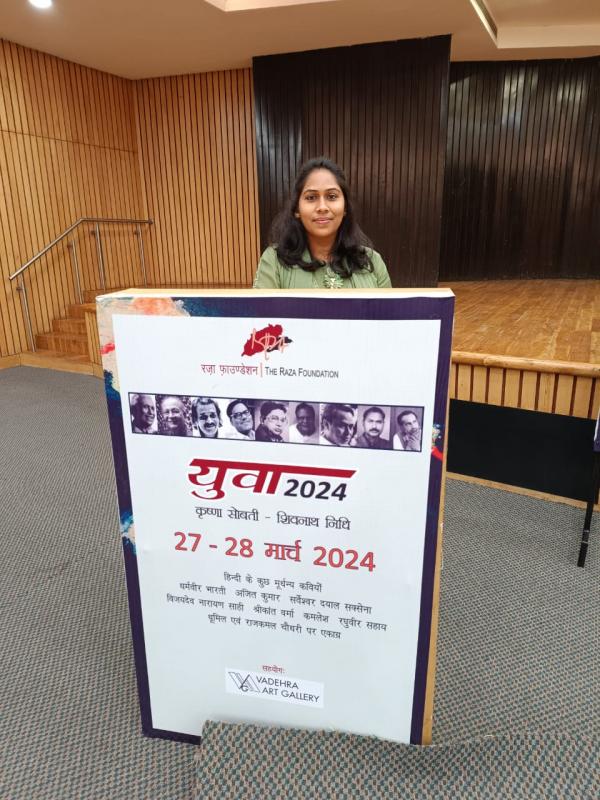 रज़ा फ़ाउण्डेशन | THE RAZA FOUNDATION
युवा 2024
कृष्णा सोबती - शिवनाथ निधि
27 - 28 मार्च 2024
हिन्दी के कुछ मूर्धन्य कवियों
धर्मवीर भारती अजित कुमार सर्वेश्वर दयाल सक्सेना
विजयदेव नारायण साही श्रीकांत वर्मा कमलेश रघुवीर सहाय
धूमिल एवं राजकमल चौधरी पर एकाग्र
सहयोग:
VADEHRA
ART GALLERY